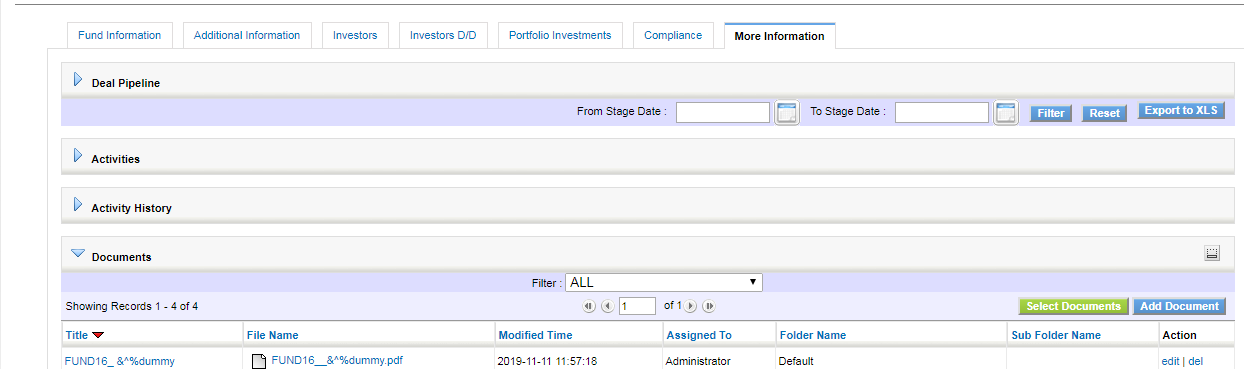 Fund Information Additional Information Investors Investors D/D Portfolio Investments Compliance More Information
Deal Pipeline
From Stage Date : To Stage Date : Filter Reset Export to XLS
Activities
Activity History
Documents
Filter : ALL
Showing Records 1 - 4 of 4 1 of 1 Select Documents Add Document
Title File Name Modified Time Assigned To Folder Name Sub Folder Name Action
FUND16_ &^%dummy FUND16__&^%dummy.pdf 2019-11-11 11:57:18 Administrator Default edit | del